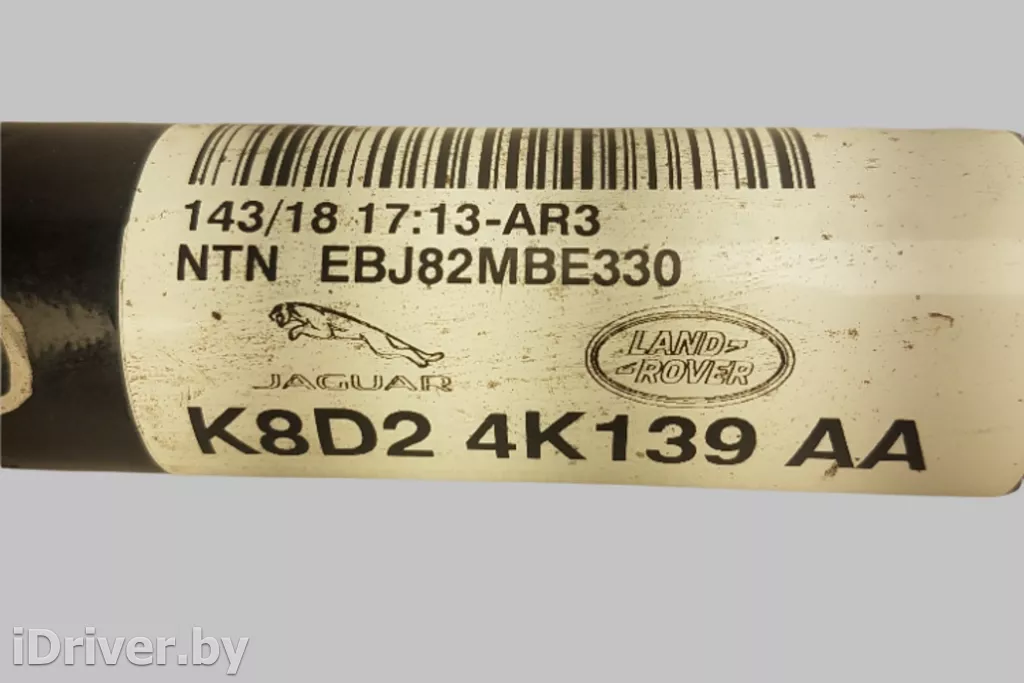 143/18 17:13-AR3
NTN EBJ82MBE330
JAGUAR
LAND-
-ROVER
K8D2 4K139 AA
iDriver.by